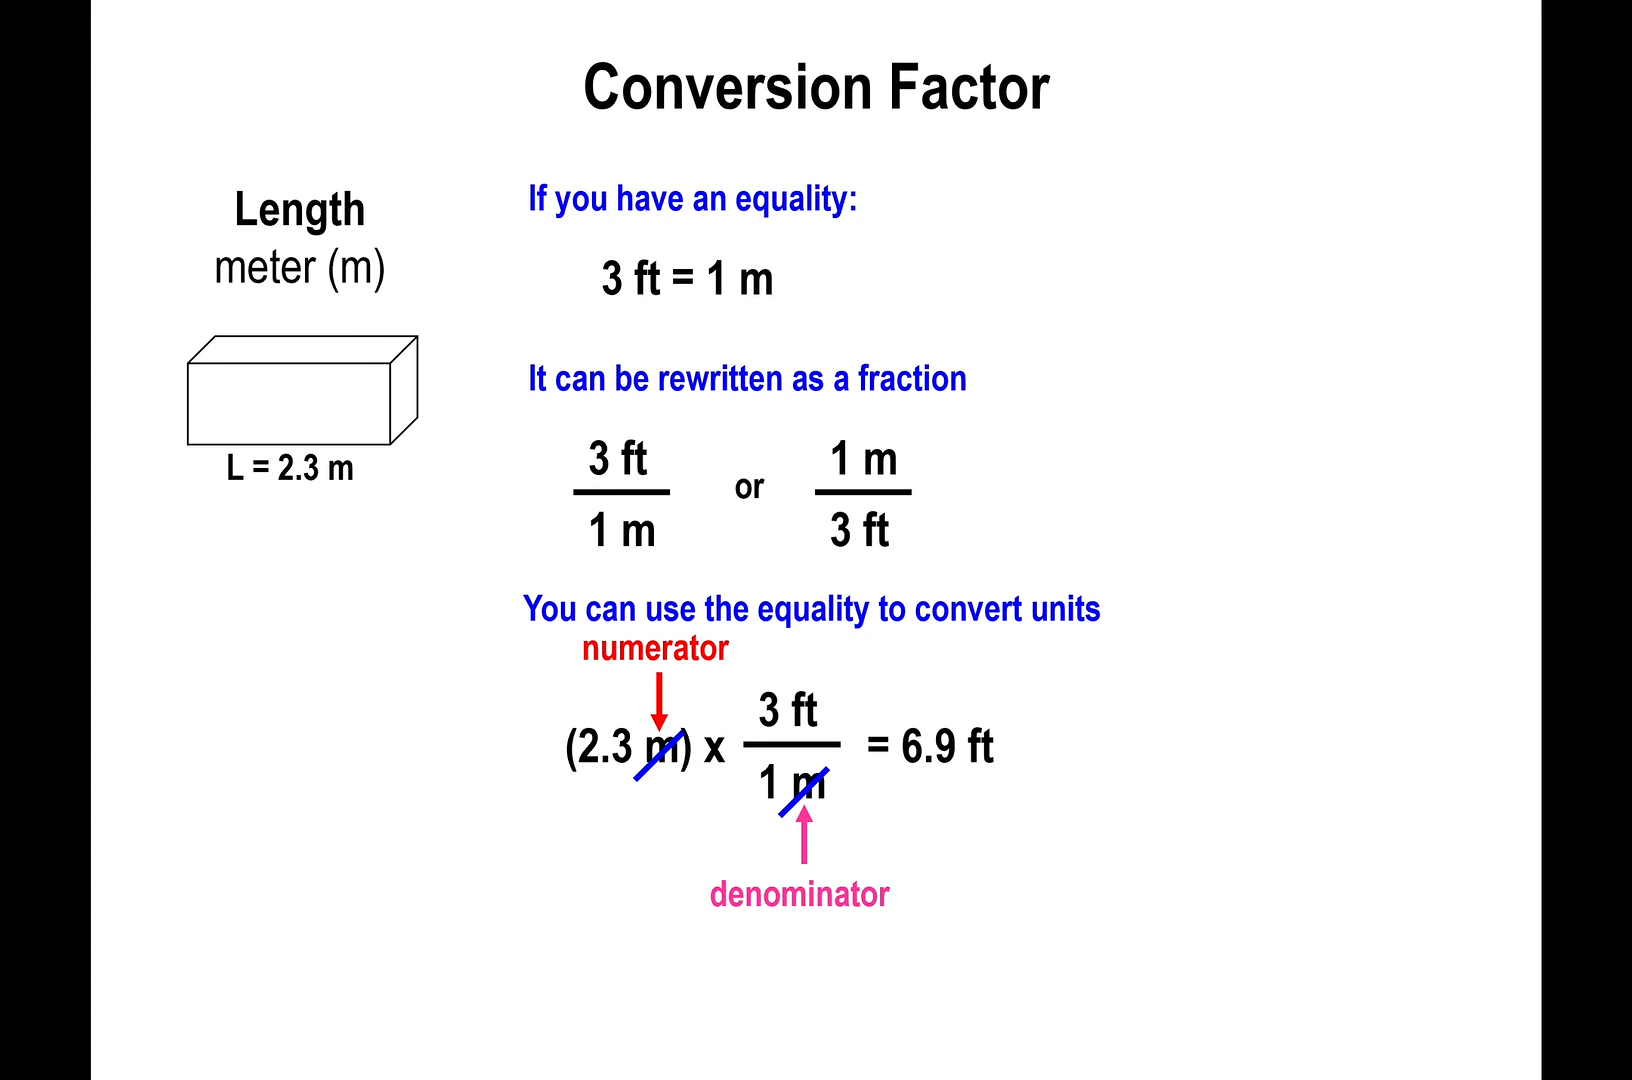 Conversion Factor
Length
meter (m)
L = 2.3 m
If you have an equality:
3 ft = 1 m
It can be rewritten as a fraction
3 ft
1 m
or
1 m
3 ft
You can use the equality to convert units
numerator
(2.3 m) x
3 ft
1 m
= 6.9 ft
denominator